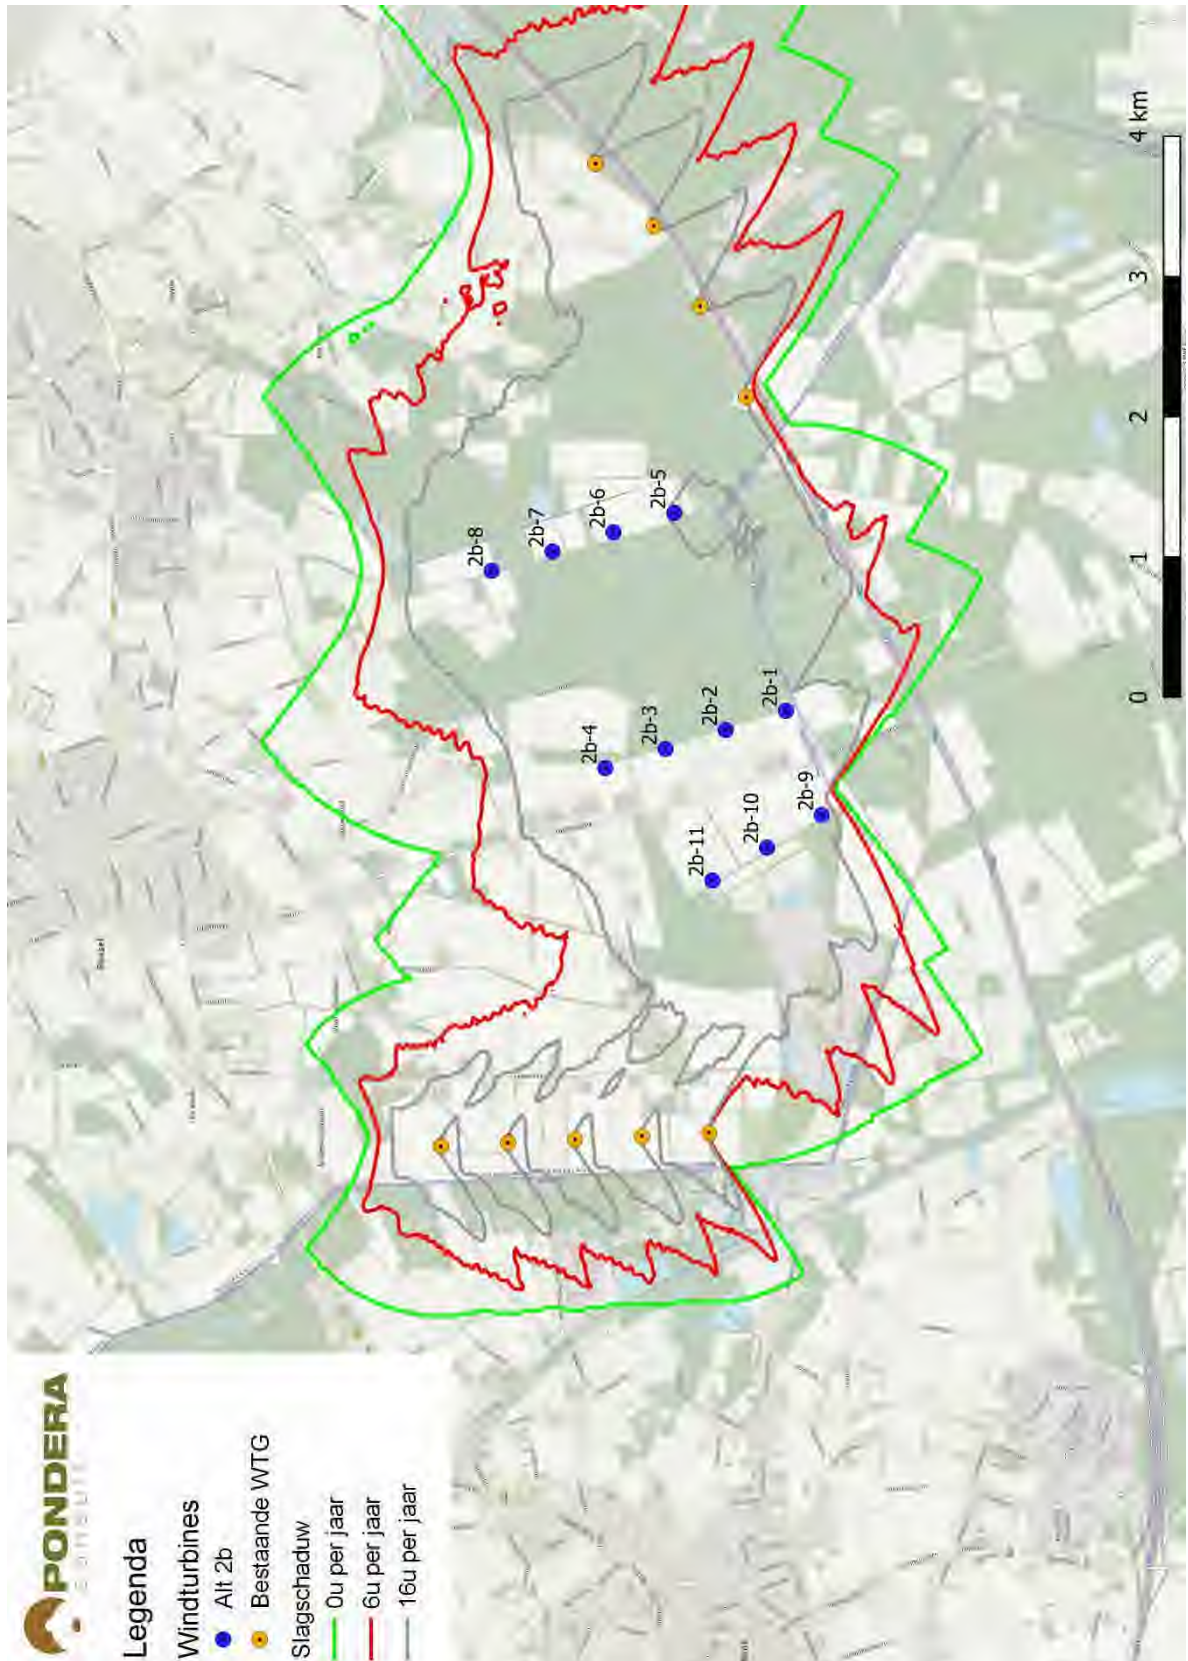 PONDERA
CONSULT
Legenda
Windturbines
Alt 2b
Bestaande WTG
Slagschaduw
0u per jaar
6u per jaar
16u per jaar
2b-8
2b-7
2b-6
2b-5
2b-4
2b-3
2b-2
2b-1
2b-11
2b-10
2b-9
0 1 2 3 4 km